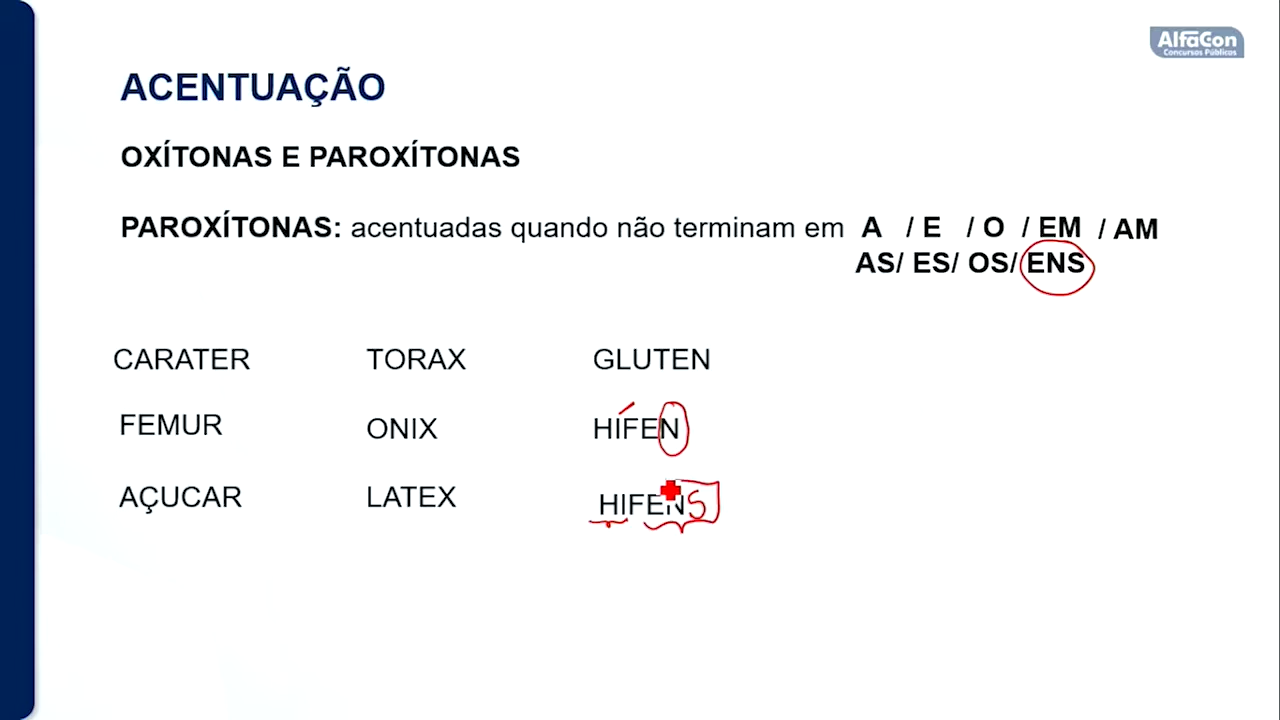 AlfaCon
Concursos Públicos
ACENTUAÇÃO
OXÍTONAS E PAROXÍTONAS
PAROXÍTONAS: acentuadas quando não terminam em A / E / O / EM / AM
AS/ ES/ OS/ ENS
CARATER TORAX GLUTEN
FEMUR ONIX HÍFEN
AÇUCAR LATEX HIFENS